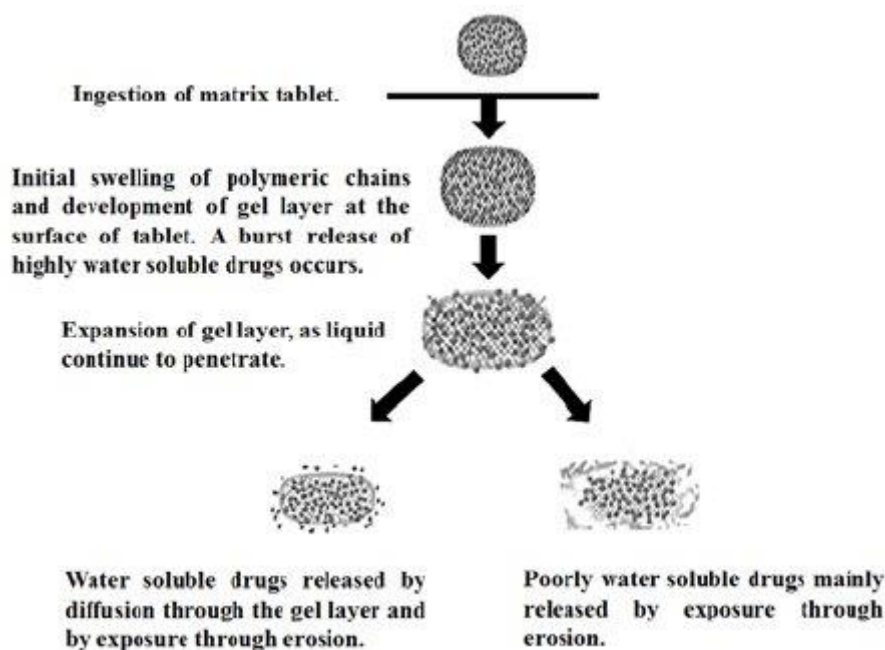 Ingestion of matrix tablet.
Initial swelling of polymeric chains
and development of gel layer at the
surface of tablet. A burst release of
highly water soluble drugs occurs.
Expansion of gel layer, as liquid
continue to penetrate.
Water soluble drugs released by
diffusion through the gel layer and
by exposure through erosion.
Poorly water soluble drugs mainly
released by exposure through
erosion.